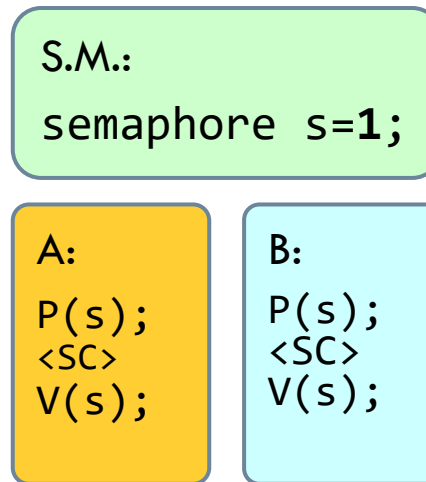 S.M.:
semaphore s=1;
A:
P(s);
<SC>
V(s);
B:
P(s);
<SC>
V(s);